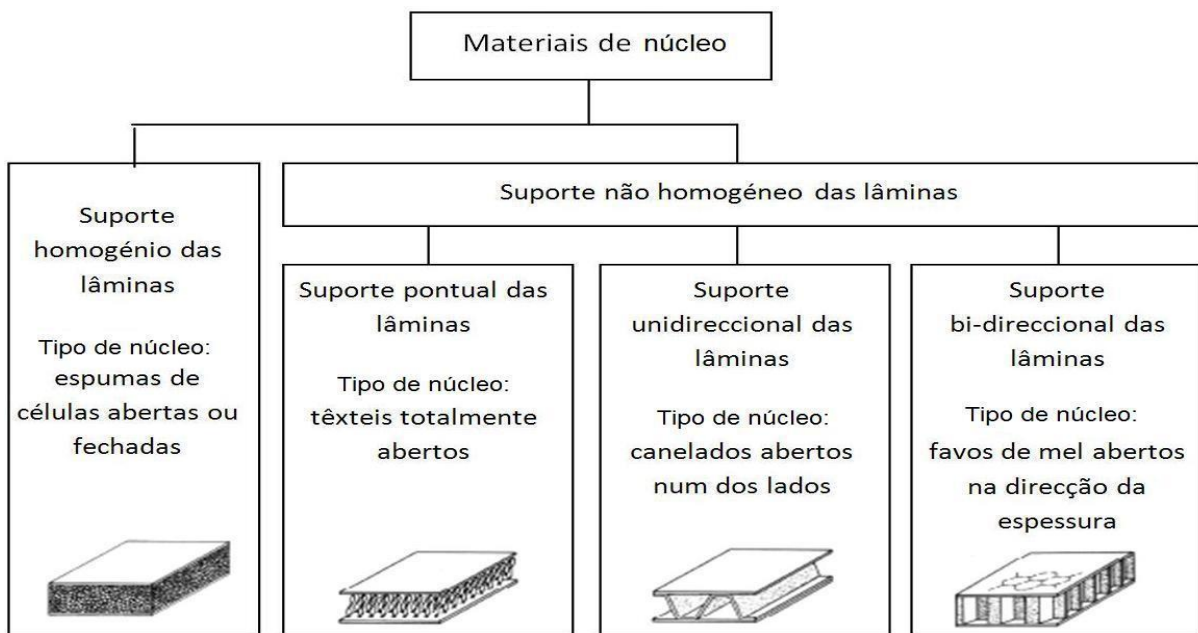 Materiais de núcleo
Suporte
homogénio das
lâminas
Tipo de núcleo:
espumas de
células abertas ou
fechadas
Suporte não homogéneo das lâminas
Suporte pontual das
lâminas
Tipo de núcleo:
têxteis totalmente
abertos
Suporte
unidireccional das
lâminas
Tipo de núcleo:
canelados abertos
num dos lados
Suporte
bi-direccional das
lâminas
Tipo de núcleo:
favos de mel abertos
na direcção da
espessura